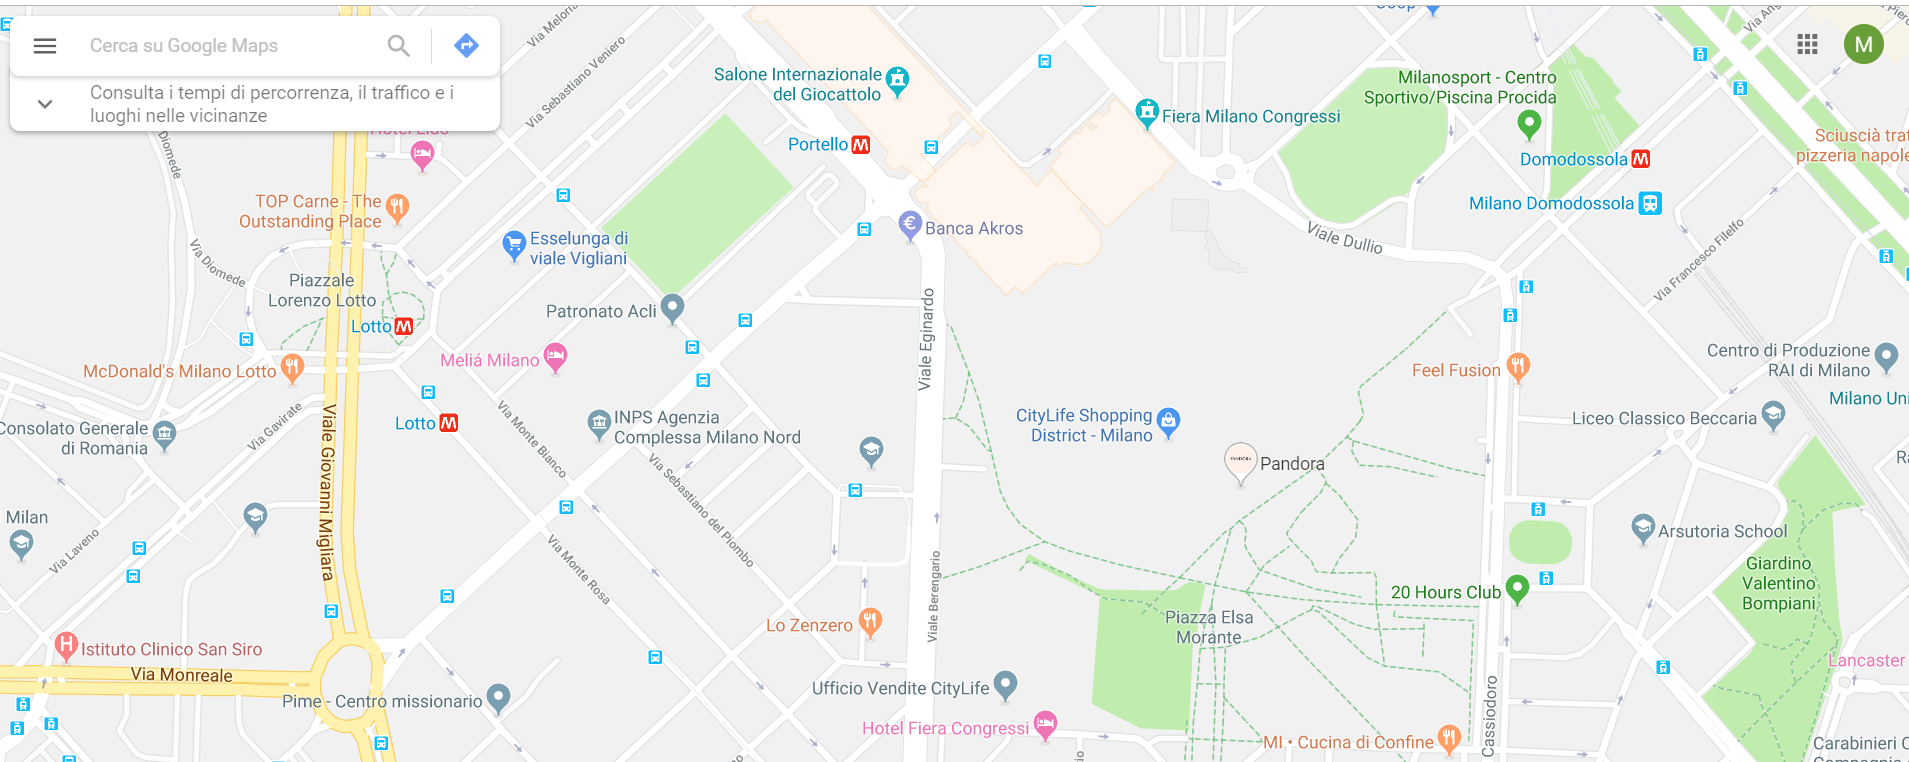 Cerca su Google Maps
Consulta i tempi di percorrenza, il traffico e i
luoghi nelle vicinanze
M
Via Meloria
Via Sebastiano Veniero
Salone Internazionale
del Giocattolo
Portello M
Fiera Milano Congressi
Milanosport - Centro
Sportivo/Piscina Procida
Domodossola M
Milano Domodossola
Sciuscià trat
pizzeria napole
Hotel Lido
TOP Carne - The
Outstanding Place
Via Diomede
Via Diomede
Esselunga di
viale Vigliani
Banca Akros
Viale Dullio
Via Francesco Filelfo
Piazzale
Lorenzo Lotto
Lotto M
Patronato Acli
Viale Eginardo
Meliá Milano
McDonald's Milano Lotto
Lotto M
Feel Fusion
Centro di Produzione
RAI di Milano
Milano Uni
Consolato Generale
di Romania
Via Gavirate
Viale Giovanni Migliara
Via Monte Bianco
INPS Agenzia
Complessa Milano Nord
CityLife Shopping
District - Milano
PANDÖRA
Pandora
Liceo Classico Beccaria
Milan
Via Laveno
Via Sebastiano del Piombo
Via Monte Rosa
Viale Berengario
Arsutoria School
Giardino
Valentino
Bompiani
20 Hours Club
Piazza Elsa
Morante
Lo Zenzero
H Istituto Clinico San Siro
Via Monreale
Pime - Centro missionario
Ufficio Vendite CityLife
Hotel Fiera Congressi
MI • Cucina di Confine
Cassiodoro
Lancaster
Carabinieri C